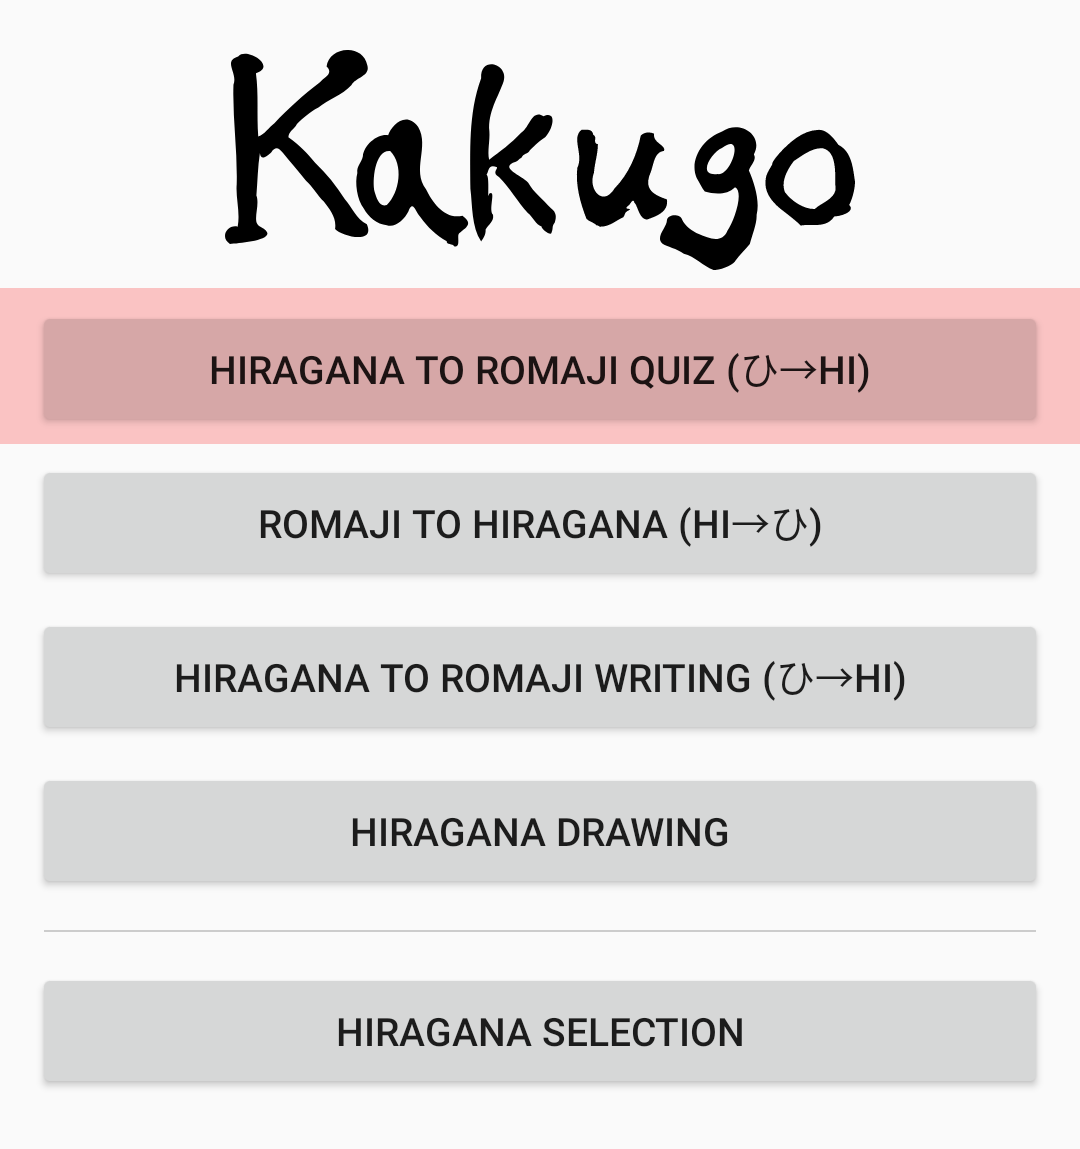 Kakugo
HIRAGANA TO ROMAJI QUIZ (ひ→HI)
ROMAJI TO HIRAGANA (HI→ひ)
HIRAGANA TO ROMAJI WRITING (ひ→HI)
HIRAGANA DRAWING
HIRAGANA SELECTION